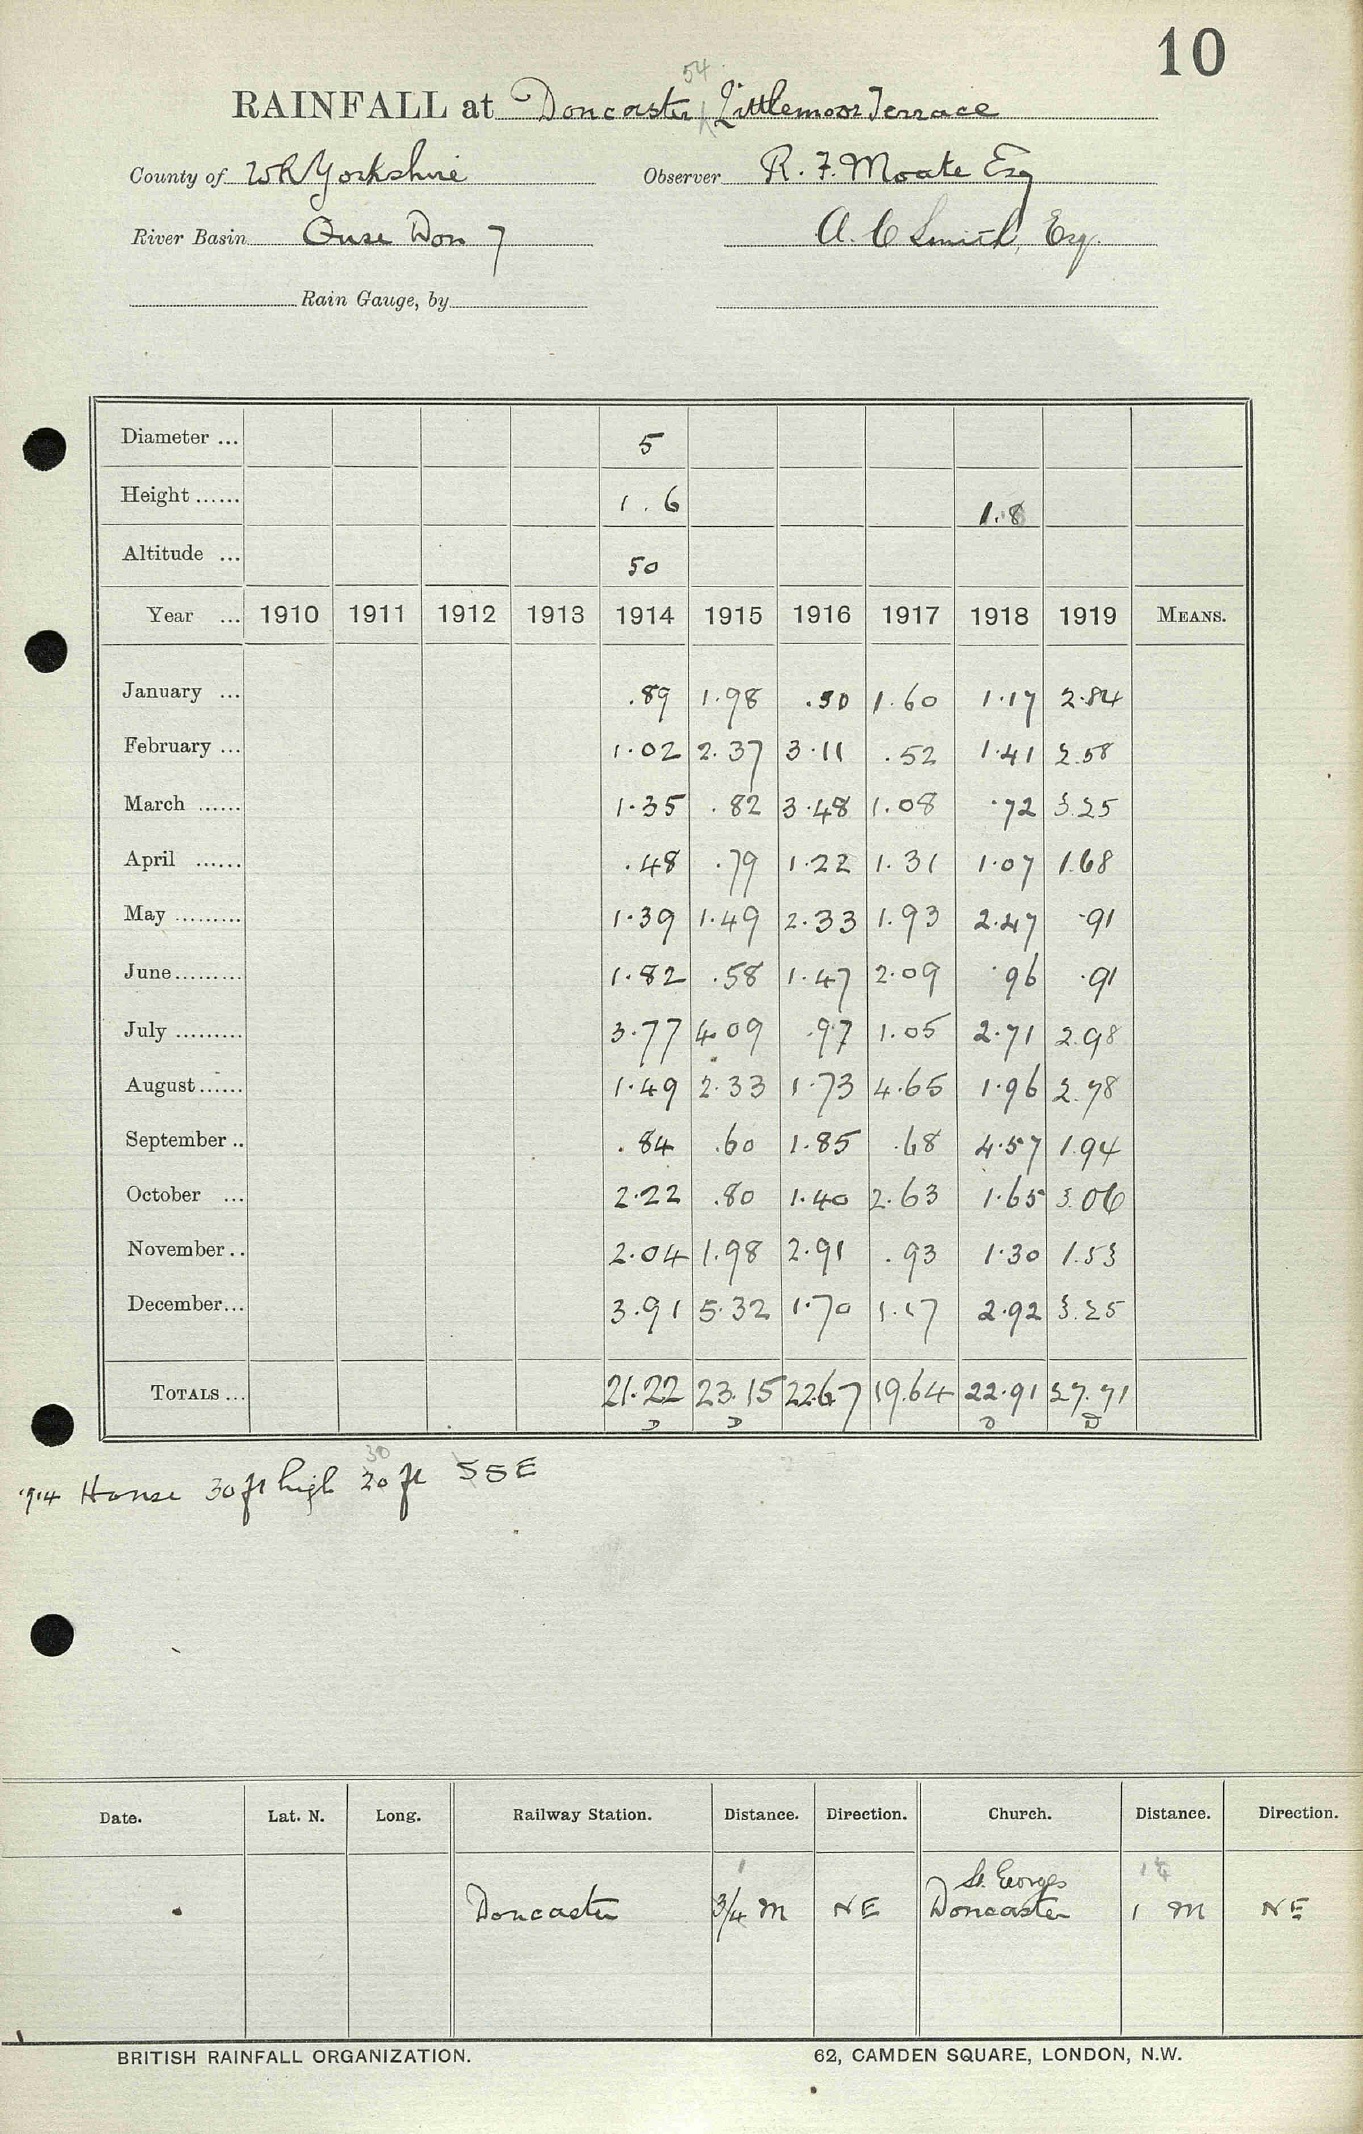 10
54
RAINFALL at Doncaster Littlemoor Terrace
County of WR Yorkshire Observer R. F. Moate Esq
River Basin Ouse Don 7 A. C Smith, Esq.
Rain Gauge, by
Diameter ... 5
Height ...... 1.6 1.8
Altitude ... 50
Year ... 1910 1911 1912 1913 1914 1915 1916 1917 1918 1919 MEANS.
January ... .89 1.98 .50 1.60 1.17 2.84
February ... 1.02 2.37 3.11 .52 1.41 2.58
March ...... 1.35 .82 3.48 1.08 .72 3.25
April ...... .48 .79 1.22 1.31 1.07 1.68
May ......... 1.39 1.49 2.33 1.93 2.47 .91
June ......... 1.82 .58 1.47 2.09 .96 .91
July ......... 3.77 4.09 .97 1.05 2.71 2.98
August ...... 1.49 2.33 1.73 4.65 1.96 2.78
September .. .84 .60 1.85 .68 4.57 1.94
October ... 2.22 .80 1.40 2.63 1.65 3.06
November .. 2.04 1.98 2.91 .93 1.30 1.53
December ... 3.91 5.32 1.70 1.17 2.92 3.25
TOTALS ... 21.22 23.15 22.67 19.64 22.91 27.71
D D D D
30
1914 House 30 ft high 20 ft SSE
Date. Lat. N. Long. Railway Station. Distance. Direction. Church. Distance. Direction.
St. Georges
Doncaster 3/4 M NE Doncaster 1 M NE
BRITISH RAINFALL ORGANIZATION. 62, CAMDEN SQUARE, LONDON, N.W.